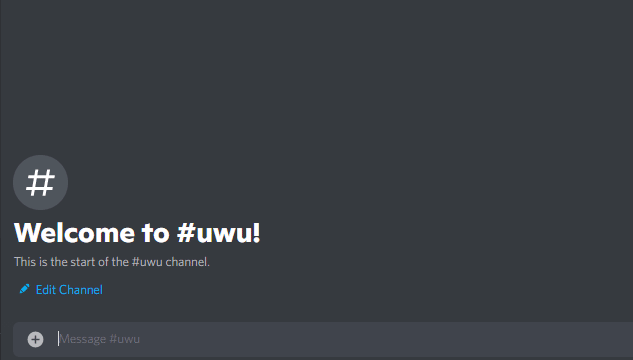 #
Welcome to #uwu!
This is the start of the #uwu channel.
Edit Channel
Message #uwu